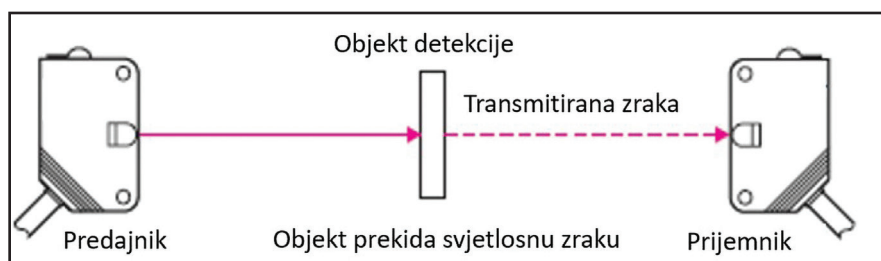 Objekt detekcije
Transmitirana zraka
Predajnik
Objekt prekida svjetlosnu zraku
Prijemnik